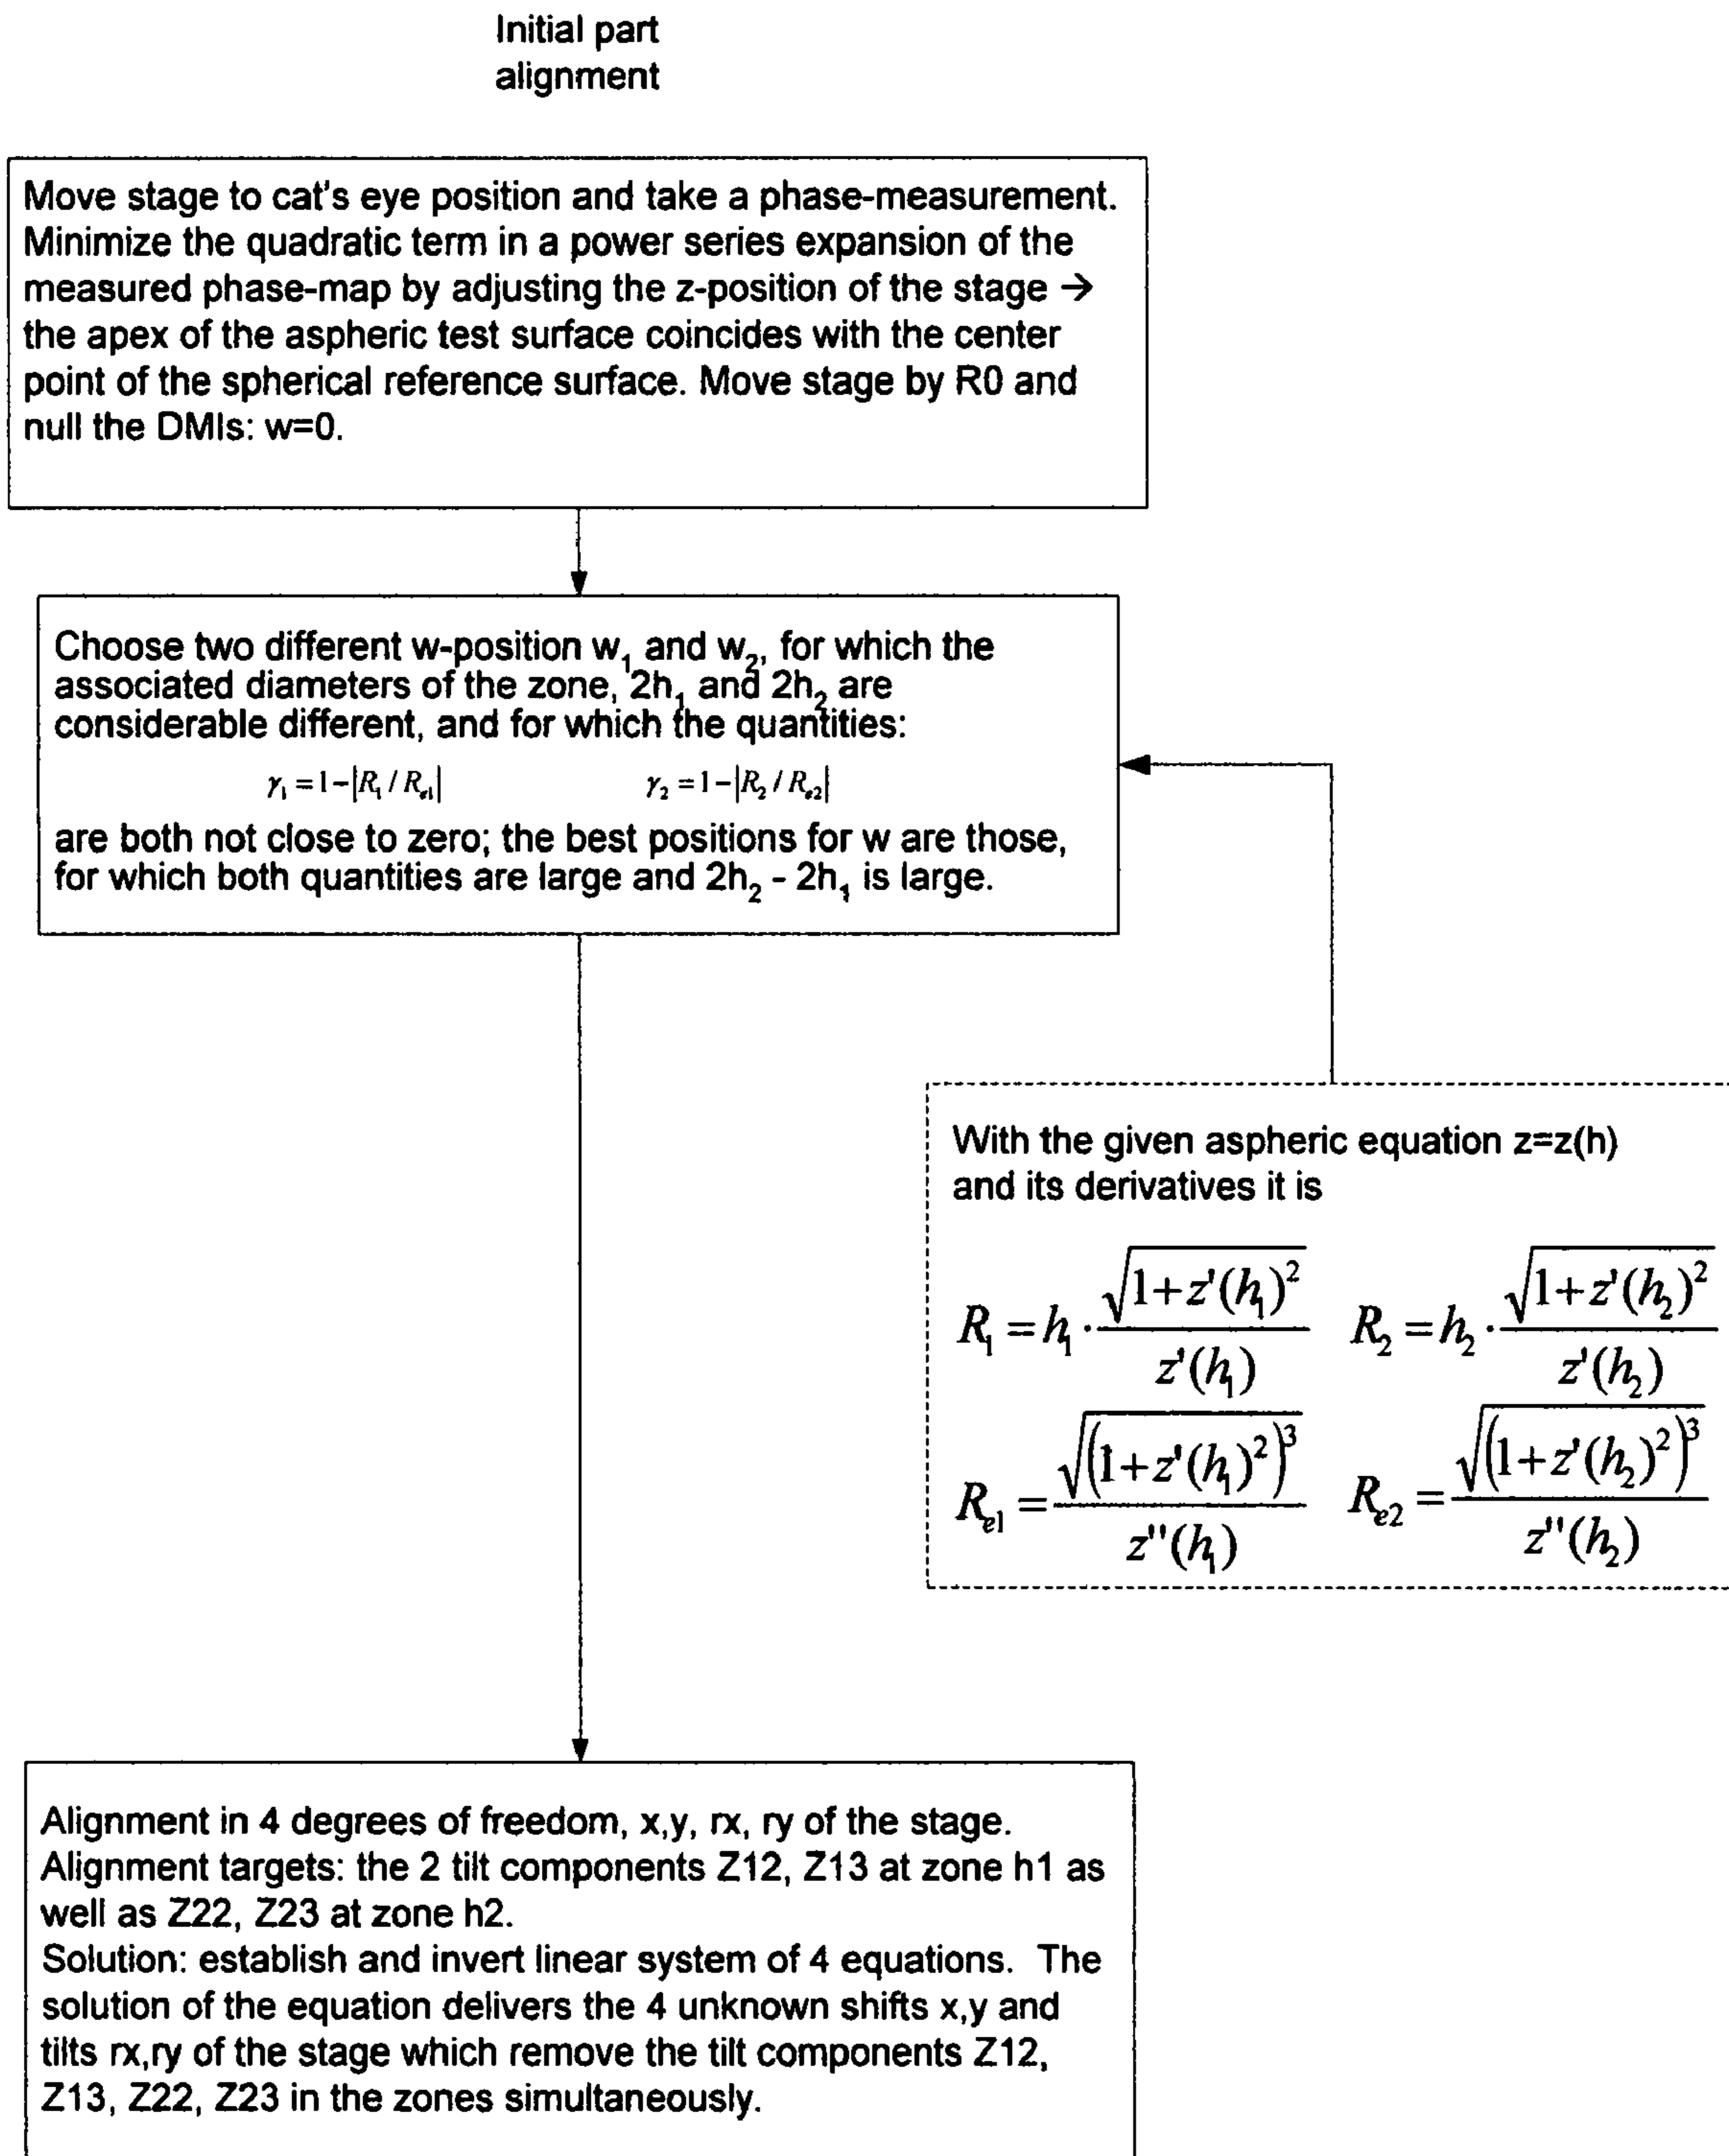 Initial part
alignment
Move stage to cat's eye position and take a phase-measurement.
Minimize the quadratic term in a power series expansion of the
measured phase-map by adjusting the z-position of the stage →
the apex of the aspheric test surface coincides with the center
point of the spherical reference surface. Move stage by R0 and
null the DMIs: w=0.
Choose two different w-position w₁ and w₂, for which the
associated diameters of the zone, 2h₁ and 2h₂ are
considerable different, and for which the quantities:
γ₁ = 1-|R₁ / Rₑ₁| γ₂ = 1-|R₂ / Rₑ₂|
are both not close to zero; the best positions for w are those,
for which both quantities are large and 2h₂ - 2h₁ is large.
With the given aspheric equation z=z(h)
and its derivatives it is
R₁ = h₁ · √(1+z'(h₁)²) / z'(h₁) R₂ = h₂ · √(1+z'(h₂)²) / z'(h₂)
Rₑ₁ = √((1+z'(h₁)²)³) / z''(h₁) Rₑ₂ = √((1+z'(h₂)²)³) / z''(h₂)
Alignment in 4 degrees of freedom, x,y, rx, ry of the stage.
Alignment targets: the 2 tilt components Z12, Z13 at zone h1 as
well as Z22, Z23 at zone h2.
Solution: establish and invert linear system of 4 equations. The
solution of the equation delivers the 4 unknown shifts x,y and
tilts rx,ry of the stage which remove the tilt components Z12,
Z13, Z22, Z23 in the zones simultaneously.